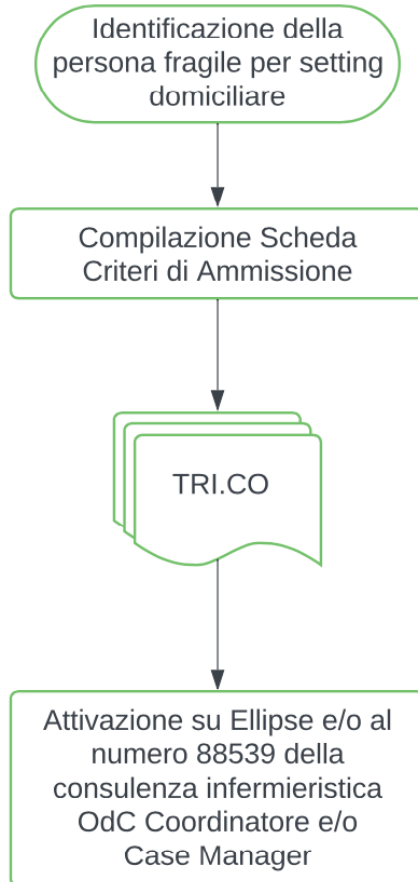 Identificazione della
persona fragile per setting
domiciliare
Compilazione Scheda
Criteri di Ammissione
TRI.CO
Attivazione su Ellipse e/o al
numero 88539 della
consulenza infermieristica
OdC Coordinatore e/o
Case Manager